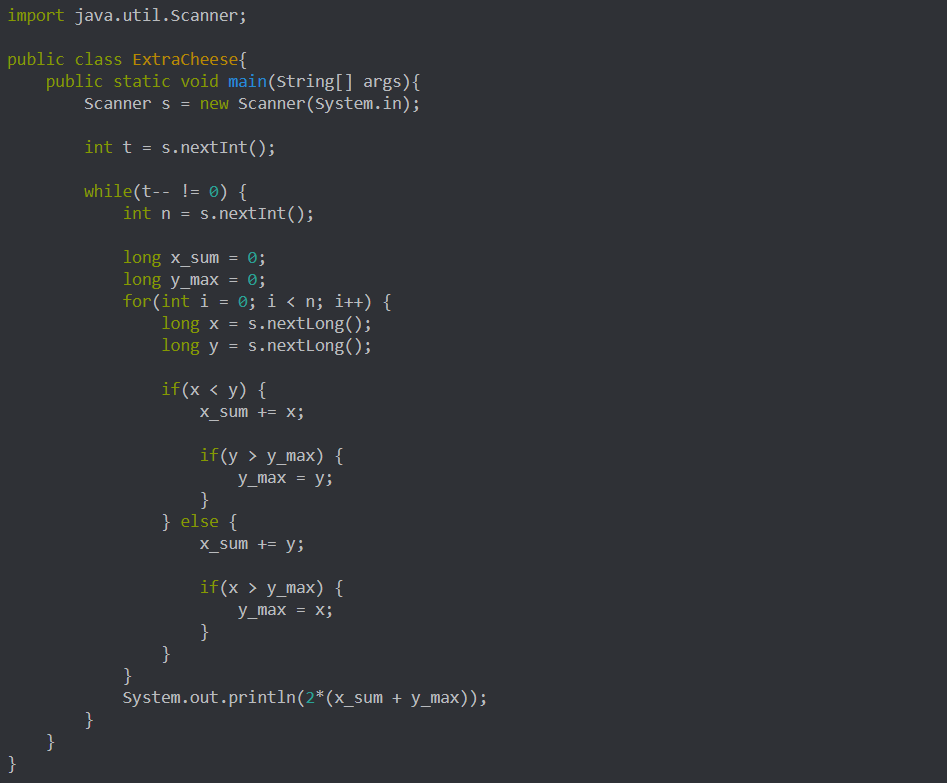 import java.util.Scanner;

public class ExtraCheese{
    public static void main(String[] args){
        Scanner s = new Scanner(System.in);

        int t = s.nextInt();

        while(t-- != 0) {
            int n = s.nextInt();

            long x_sum = 0;
            long y_max = 0;
            for(int i = 0; i < n; i++) {
                long x = s.nextLong();
                long y = s.nextLong();

                if(x < y) {
                    x_sum += x;

                    if(y > y_max) {
                        y_max = y;
                    }
                } else {
                    x_sum += y;

                    if(x > y_max) {
                        y_max = x;
                    }
                }
            }
            System.out.println(2*(x_sum + y_max));
        }
    }
}